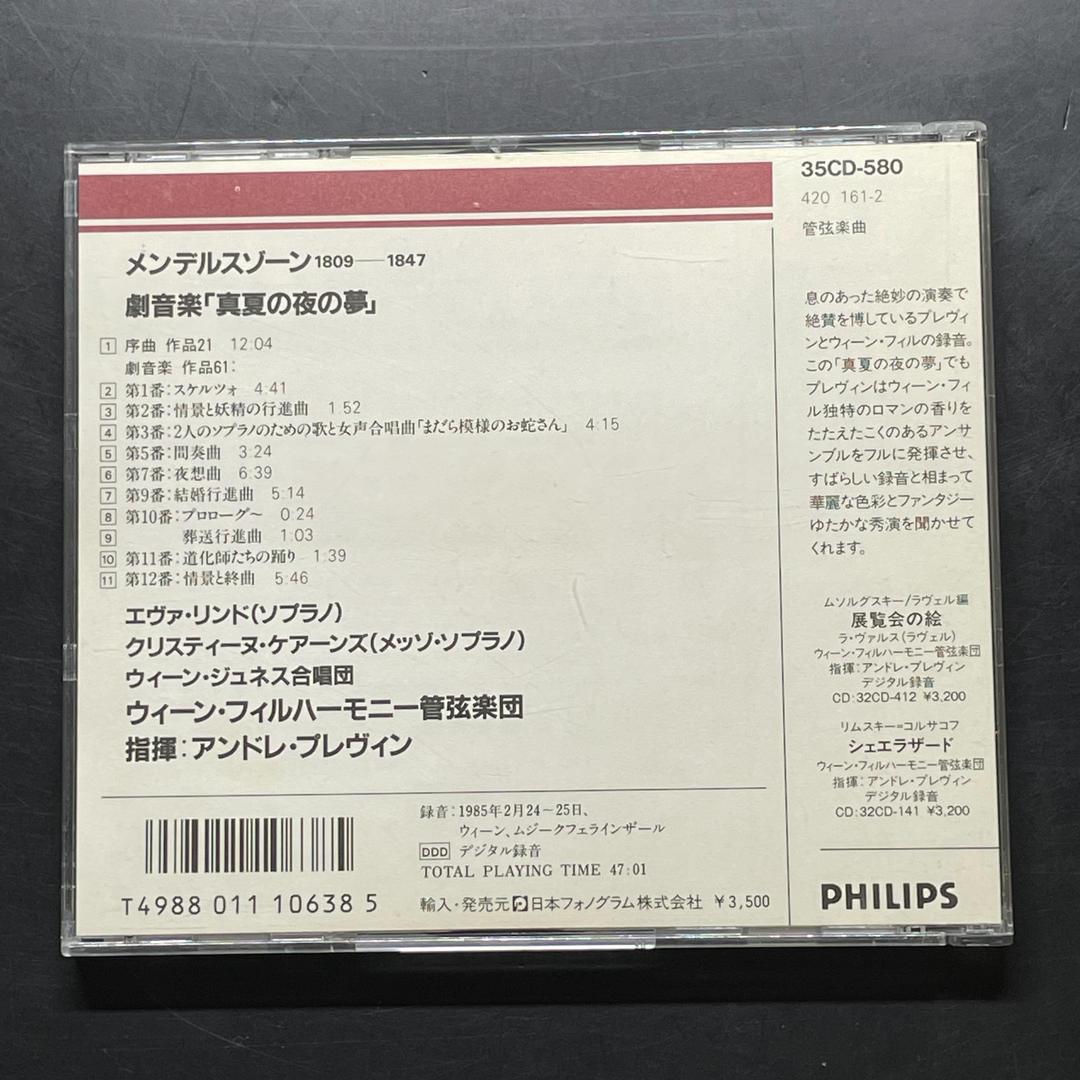 メンデルスゾーン1809—1847
劇音楽「真夏の夜の夢」
1 序曲 作品21 12:04
劇音楽 作品61:
2 第1番:スケルツォ 4:41
3 第2番:情景と妖精の行進曲 1:52
4 第3番:2人のソプラノのための歌と女声合唱曲「まだら模様のお蛇さん」 4:15
5 第5番:間奏曲 3:24
6 第7番:夜想曲 6:39
7 第9番:結婚行進曲 5:14
8 第10番:プロローグ〜 0:24
9 葬送行進曲 1:03
10 第11番:道化師たちの踊り 1:39
11 第12番:情景と終曲 5:46
エヴァ・リンド(ソプラノ)
クリスティーヌ・ケアーンズ(メッゾ・ソプラノ)
ウィーン・ジュネス合唱団
ウィーン・フィルハーモニー管弦楽団
指揮:アンドレ・プレヴィン
録音:1985年2月24〜25日、
ウィーン、ムジークフェラインザール
DDD デジタル録音
TOTAL PLAYING TIME 47:01
T4988 011 10638 5
輸入・発売元 日本フォノグラム株式会社 ¥3,500
35CD-580
420 161-2
管弦楽曲
息のあった絶妙の演奏で
絶賛を博しているプレヴィ
ンとウィーン・フィルの録音。
この「真夏の夜の夢」でも
プレヴィンはウィーン・フィ
ル独特のロマンの香りを
たたえたこくのあるアンサ
ンブルをフルに発揮させ、
すばらしい録音と相まって
華麗な色彩とファンタジー
ゆたかな秀演を聞かせて
くれます。
ムソルグスキー/ラヴェル編
展覧会の絵
ラ・ヴァルス(ラヴェル)
ウィーン・フィルハーモニー管弦楽団
指揮:アンドレ・プレヴィン
デジタル録音
CD:32CD-412 ¥3,200
リムスキー=コルサコフ
シェエラザード
ウィーン・フィルハーモニー管弦楽団
指揮:アンドレ・プレヴィン
デジタル録音
CD:32CD-141 ¥3,200
PHILIPS